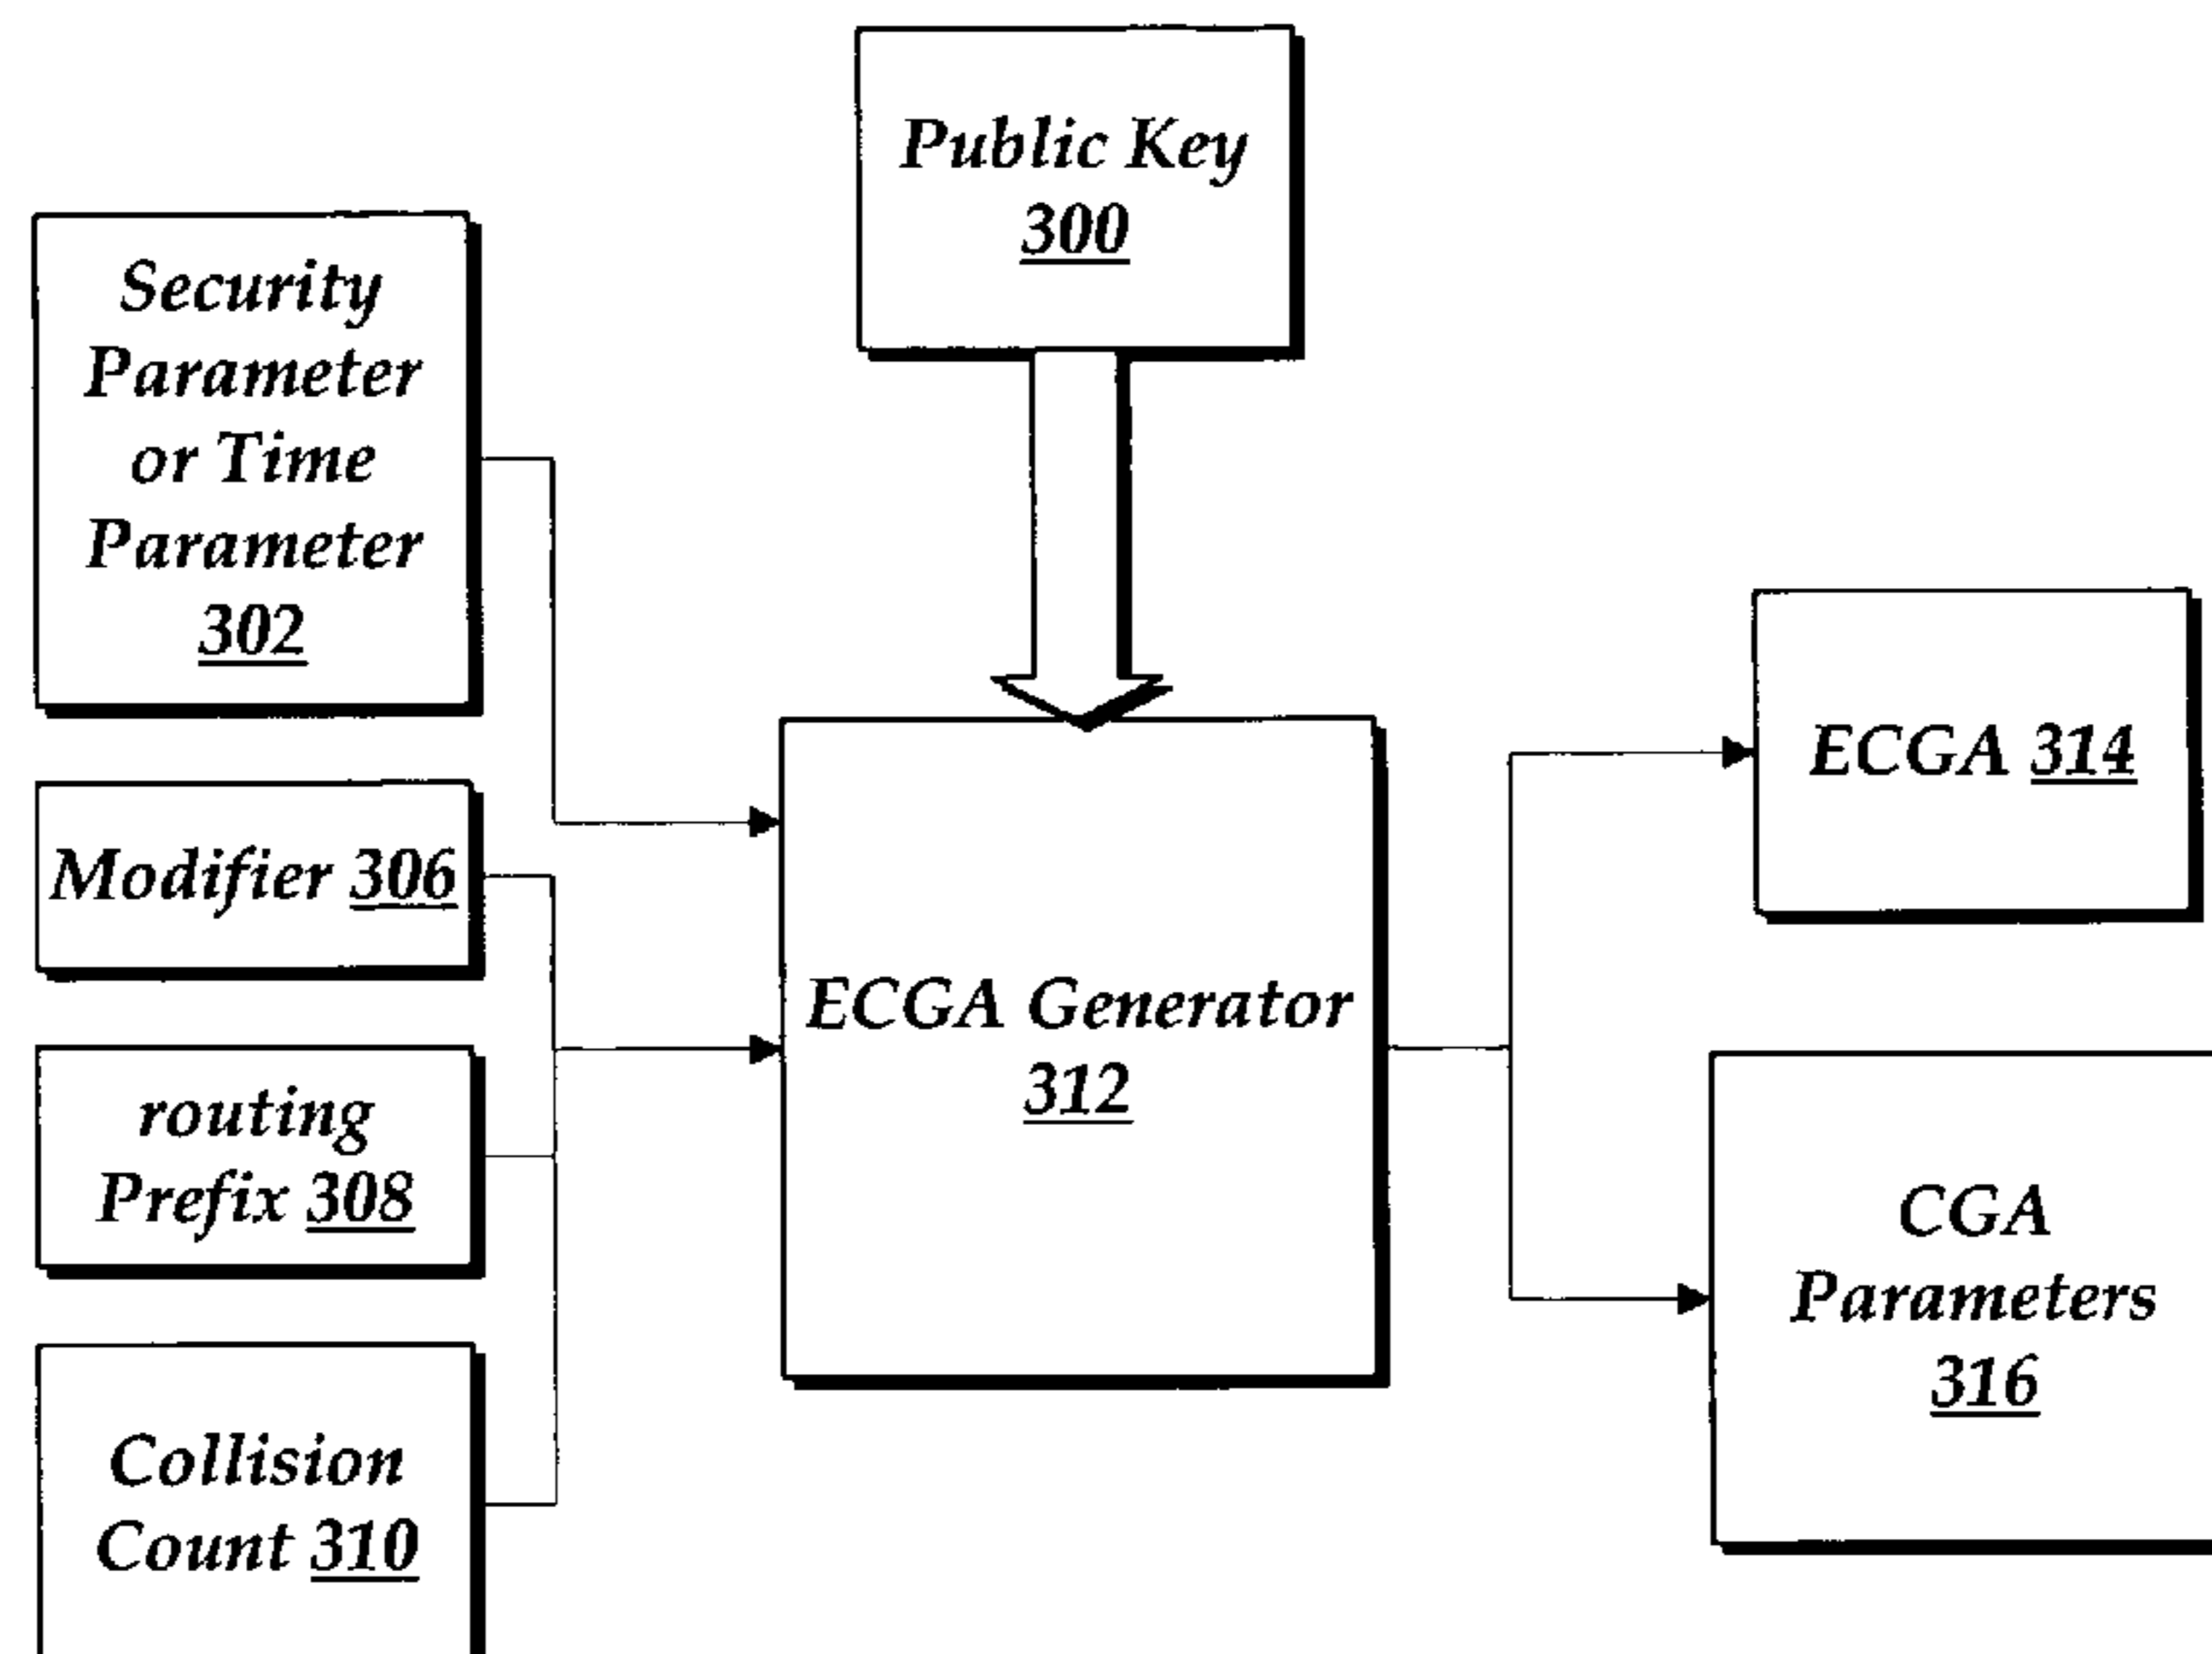 Public Key
300
Security
Parameter
or Time
Parameter
302
Modifier 306
routing
Prefix 308
Collision
Count 310
ECGA Generator
312
ECGA 314
CGA
Parameters
316